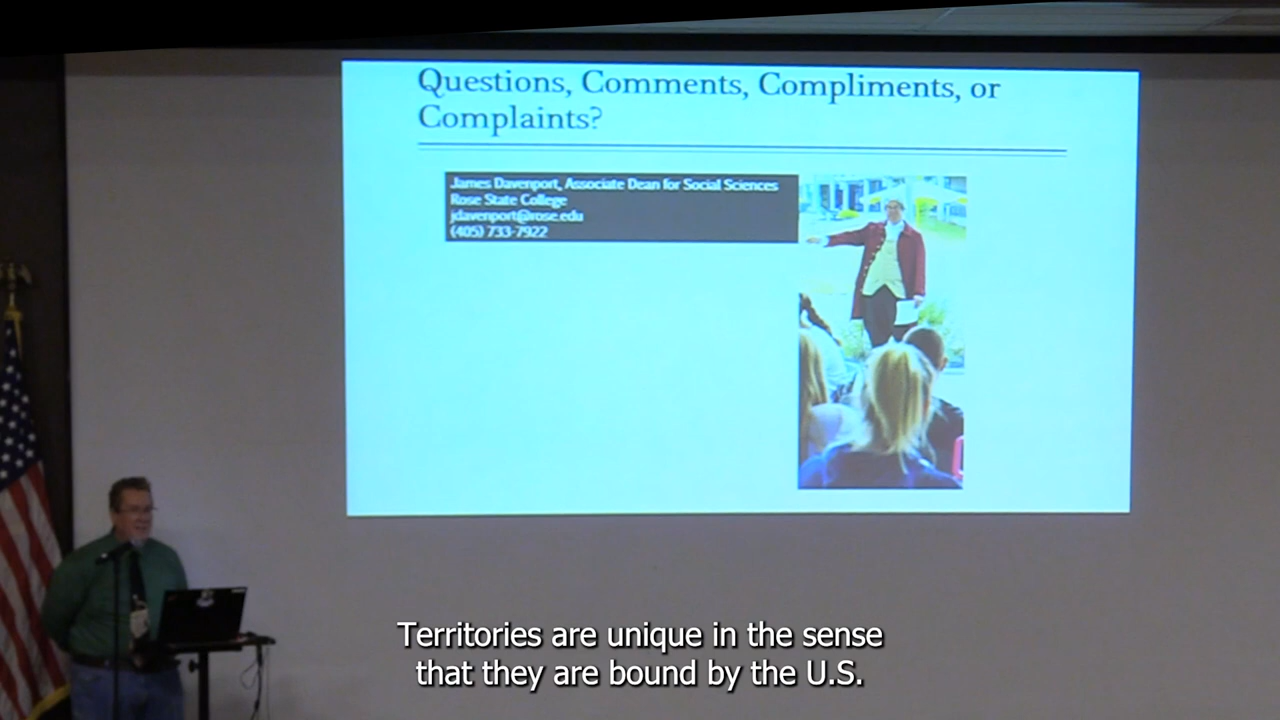 Questions, Comments, Compliments, or
Complaints?
James Davenport, Associate Dean for Social Sciences
Rose State College
jdavenport@rose.edu
(405) 733-7922
Territories are unique in the sense
that they are bound by the U.S.